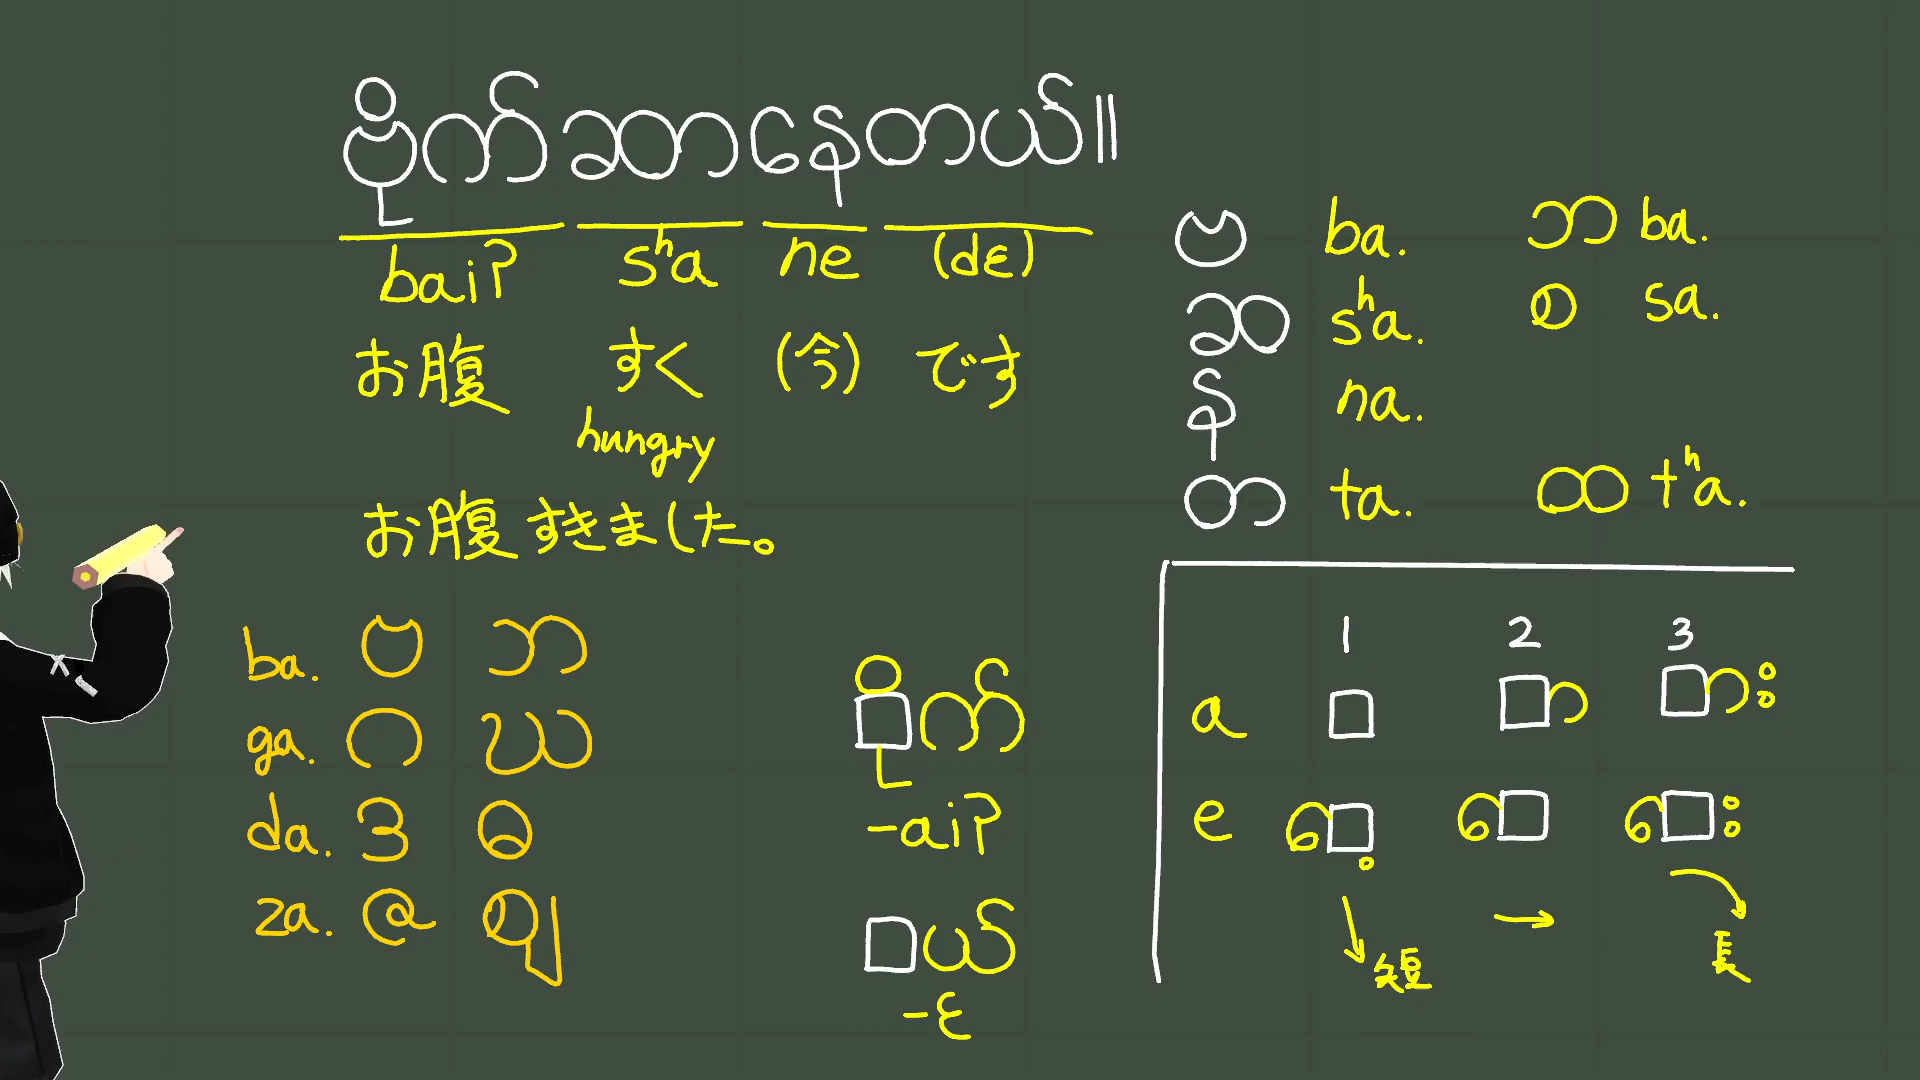 ဗိုက်ဆာနေတယ်။
baiʔ sʰa ne (dɛ)
お腹 すく (今) です
hungry
お腹すきました。
ဗ ba. ဘ ba.
ဆ sʰa. စ sa.
န na.
တ ta. ထ tʰa.
ba. ဗ ဘ
ga. ဂ ဃ
da. ဒ ဓ
za. ဇ ဈ
ို က်
-aiʔ
ယ်
-ɛ
1 2 3
a □ □ာ □ား
e ေ□့ ေ□ ေ□း
↘短 → 長